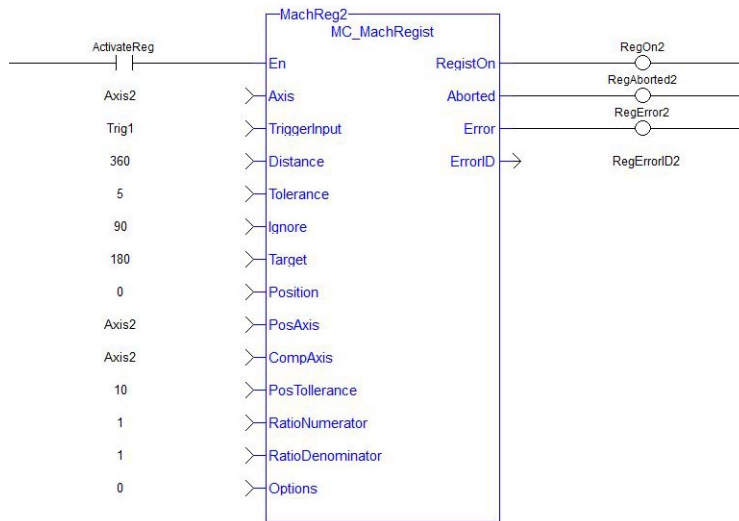 MachReg2
MC_MachRegist
ActivateReg En RegistOn RegOn2
Axis2 Axis Aborted RegAborted2
Trig1 TriggerInput Error RegError2
360 Distance ErrorID RegErrorID2
5 Tolerance
90 Ignore
180 Target
0 Position
Axis2 PosAxis
Axis2 CompAxis
10 PosTollerance
1 RatioNumerator
1 RatioDenominator
0 Options